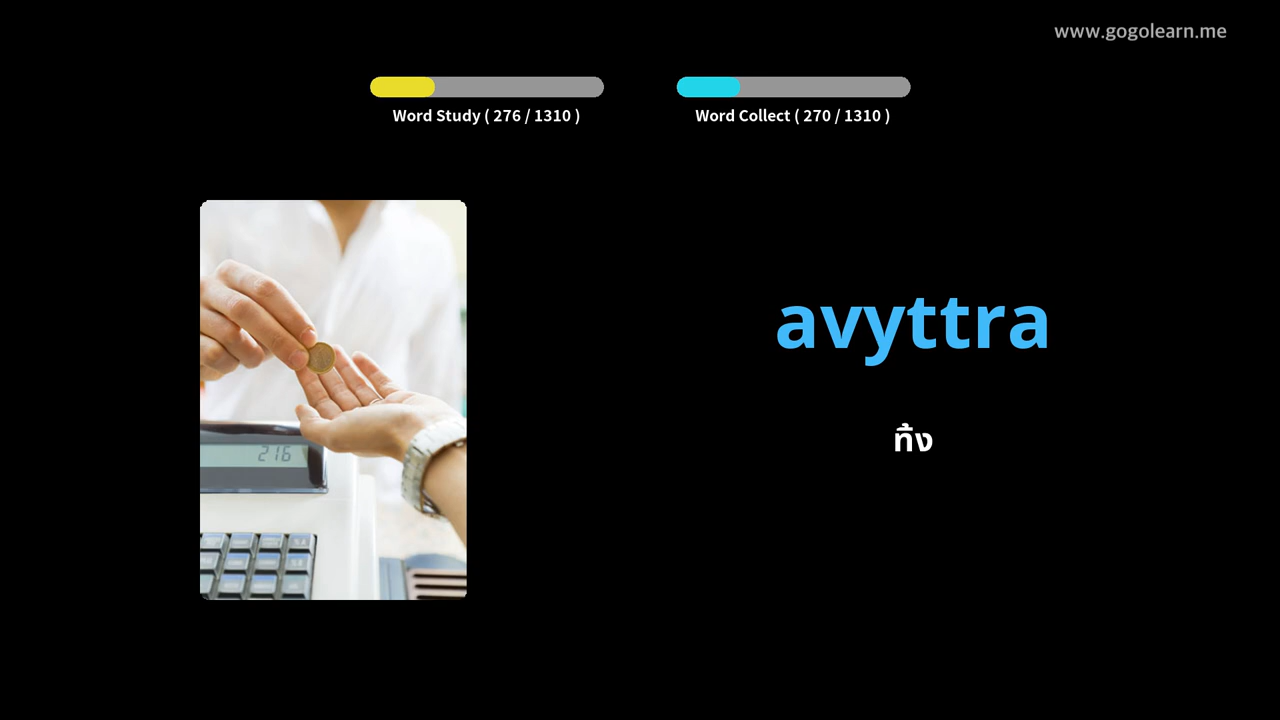 www.gogolearn.me
Word Study ( 276 / 1310 )
Word Collect ( 270 / 1310 )
avyttra
ทิ้ง
216